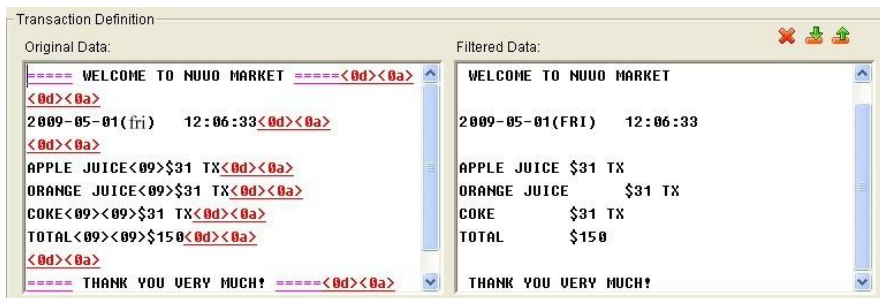 Transaction Definition
Original Data:
===== WELCOME TO NUUO MARKET =====<0d><0a>
<0d><0a>
2009-05-01(fri) 12:06:33<0d><0a>
<0d><0a>
APPLE JUICE<09>$31 TX<0d><0a>
ORANGE JUICE<09>$31 TX<0d><0a>
COKE<09><09>$31 TX<0d><0a>
TOTAL<09><09>$150<0d><0a>
<0d><0a>
===== THANK YOU VERY MUCH! =====<0d><0a>
Filtered Data:
WELCOME TO NUUO MARKET
2009-05-01(FRI) 12:06:33
APPLE JUICE $31 TX
ORANGE JUICE $31 TX
COKE $31 TX
TOTAL $150
THANK YOU VERY MUCH!